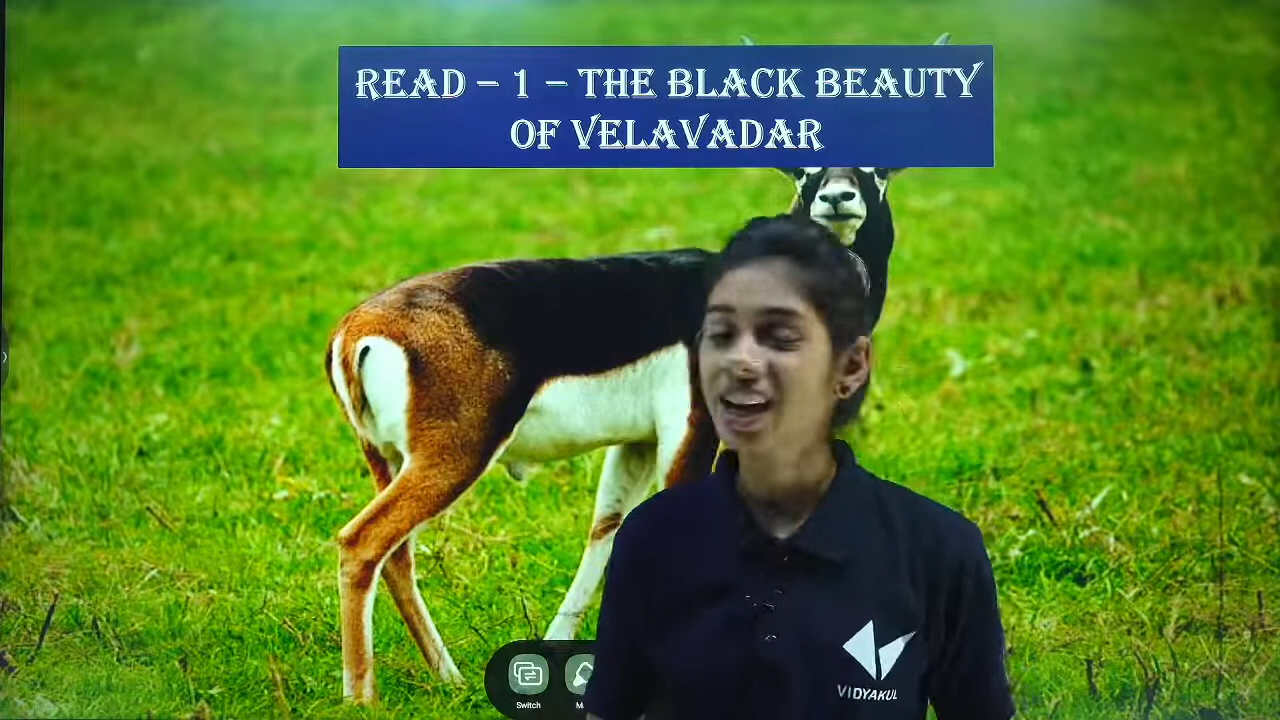 READ – 1 – THE BLACK BEAUTY
OF VELAVADAR
VIDYAKUL
Switch